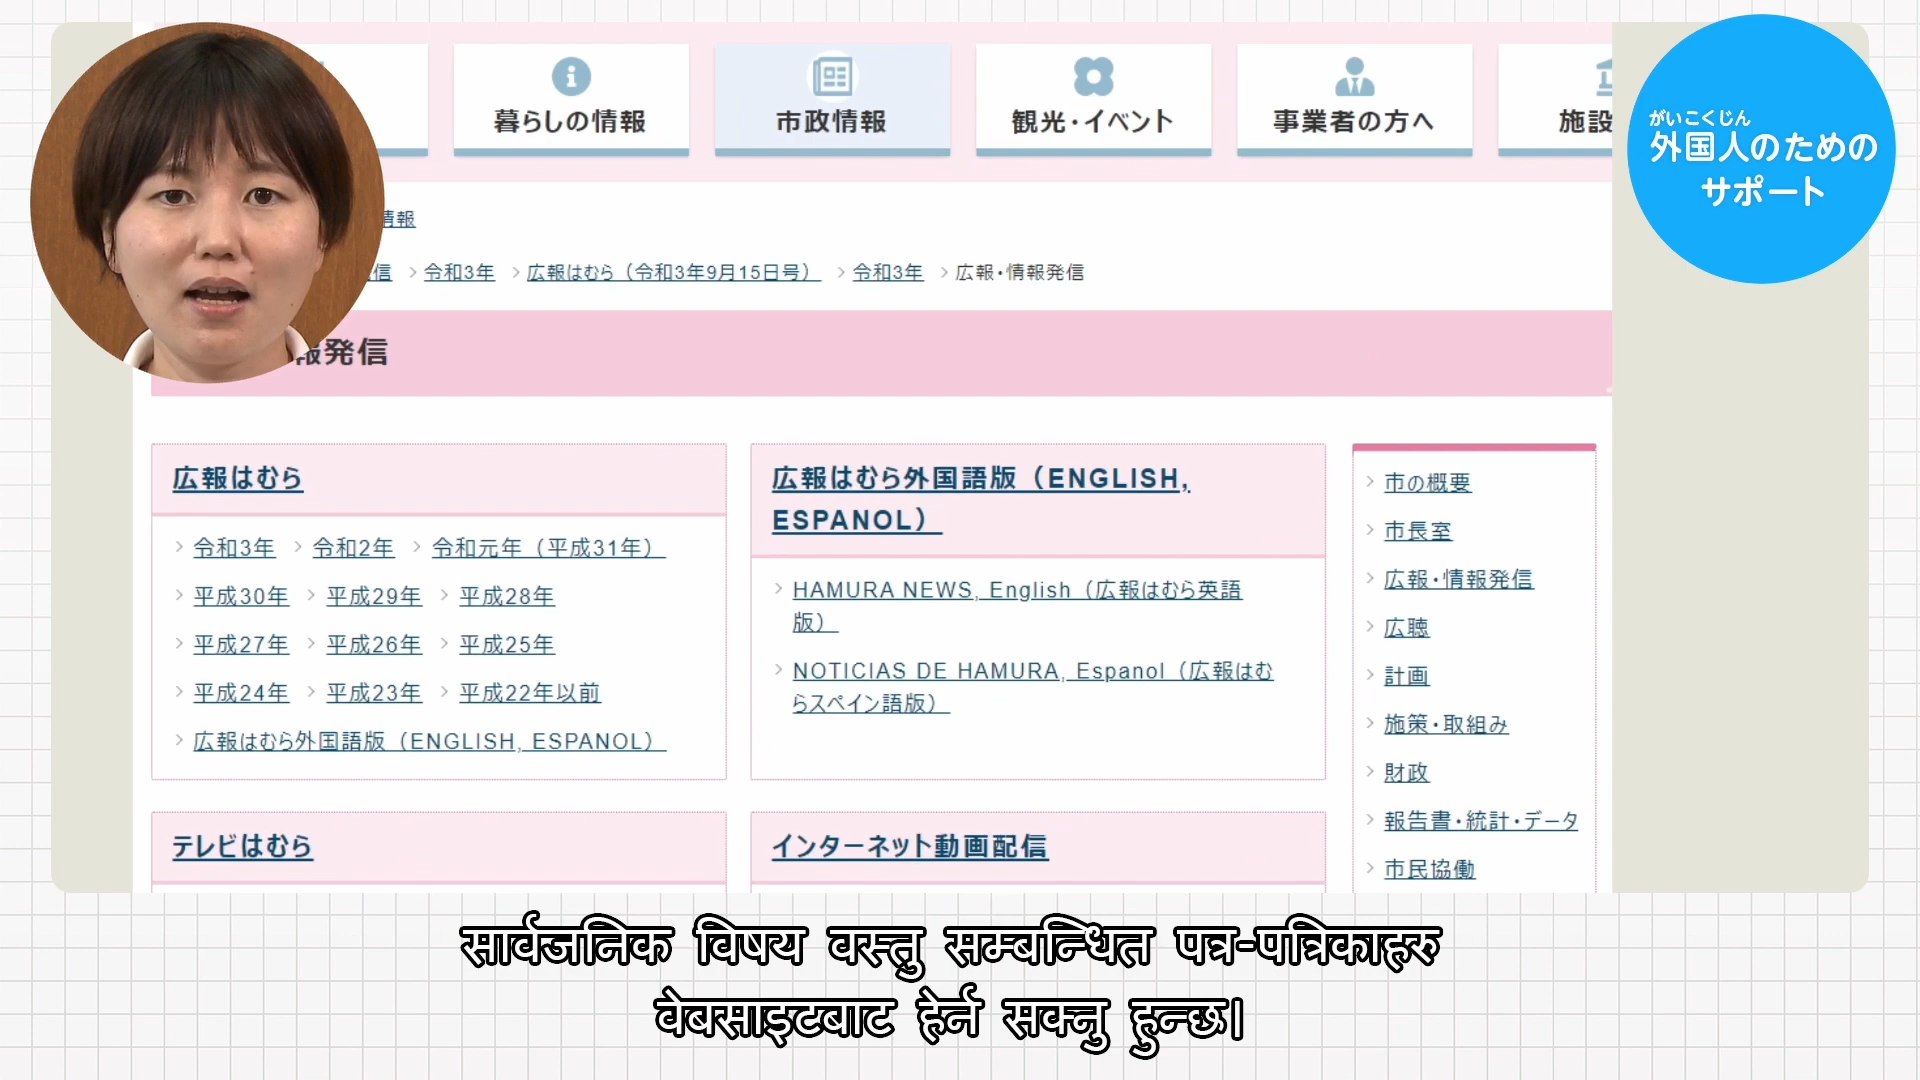 暮らしの情報
市政情報
観光・イベント
事業者の方へ
施設
がいこくじん
外国人のための
サポート
情報
信 > 令和3年 > 広報はむら（令和3年9月15日号） > 令和3年 > 広報・情報発信
報発信
広報はむら
令和3年 > 令和2年 > 令和元年（平成31年）
平成30年 > 平成29年 > 平成28年
平成27年 > 平成26年 > 平成25年
平成24年 > 平成23年 > 平成22年以前
広報はむら外国語版（ENGLISH, ESPANOL）
広報はむら外国語版（ENGLISH,
ESPANOL）
HAMURA NEWS, English（広報はむら英語
版）
NOTICIAS DE HAMURA, Espanol（広報はむ
らスペイン語版）
市の概要
市長室
広報・情報発信
広聴
計画
施策・取組み
財政
報告書・統計・データ
市民協働
テレビはむら
インターネット動画配信
सार्वजनिक विषय वस्तु सम्बन्धित पत्र-पत्रिकाहरु
वेबसाइटबाट हेर्न सक्नु हुन्छ।